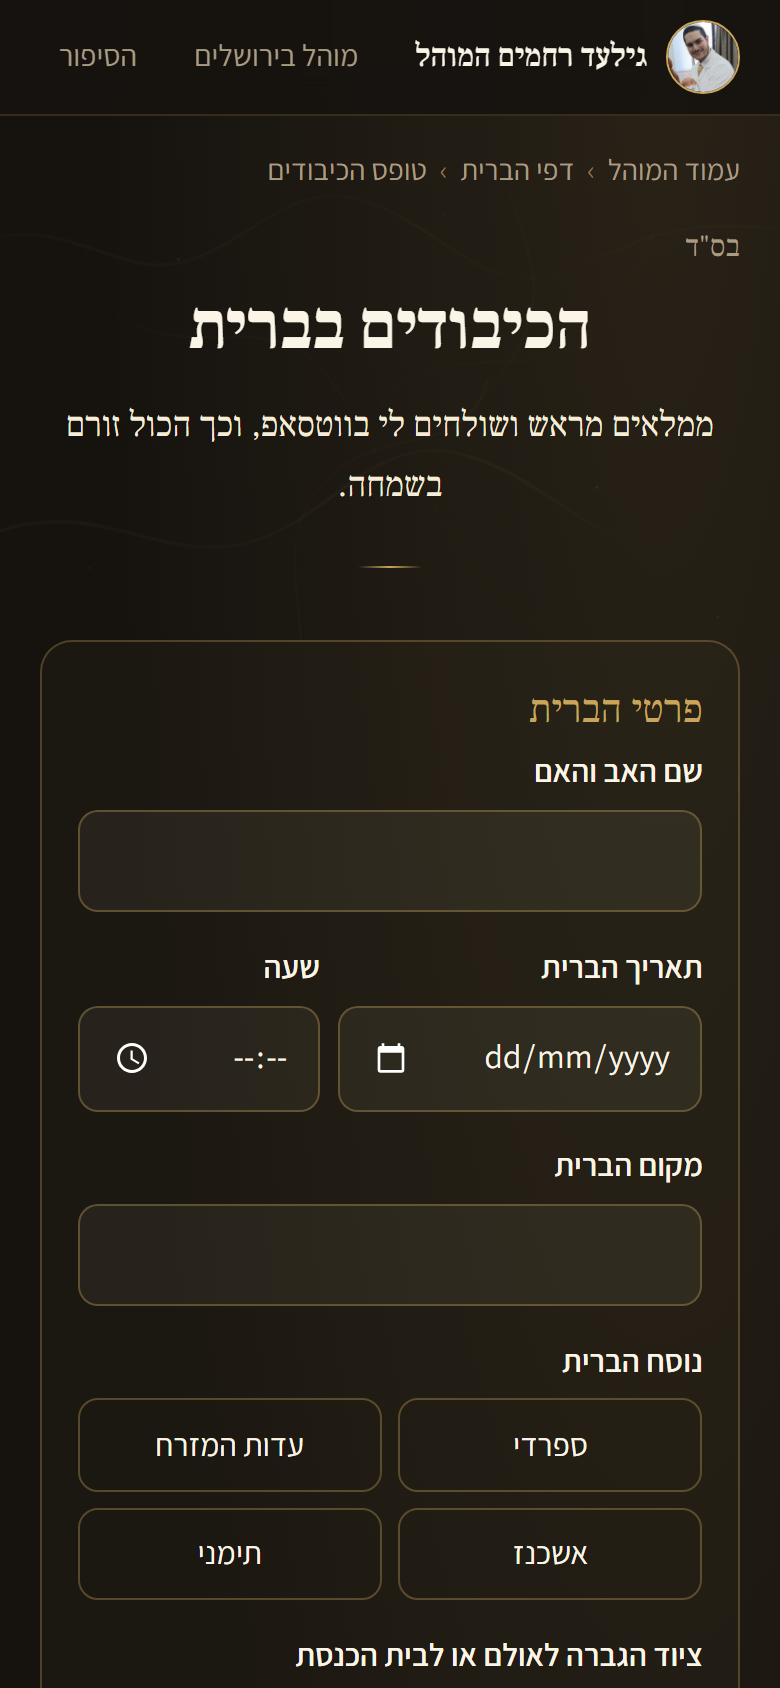 גילעד רחמים המוהל מוהל בירושלים הסיפור
עמוד המוהל › דפי הברית › טופס הכיבודים
בס"ד
הכיבודים בברית
ממלאים מראש ושולחים לי בווטסאפ, וכך הכול זורם
בשמחה.
פרטי הברית
שם האב והאם
תאריך הברית שעה
dd/mm/yyyy --:--
מקום הברית
נוסח הברית
ספרדי עדות המזרח
אשכנז תימני
ציוד הגברה לאולם או לבית הכנסת